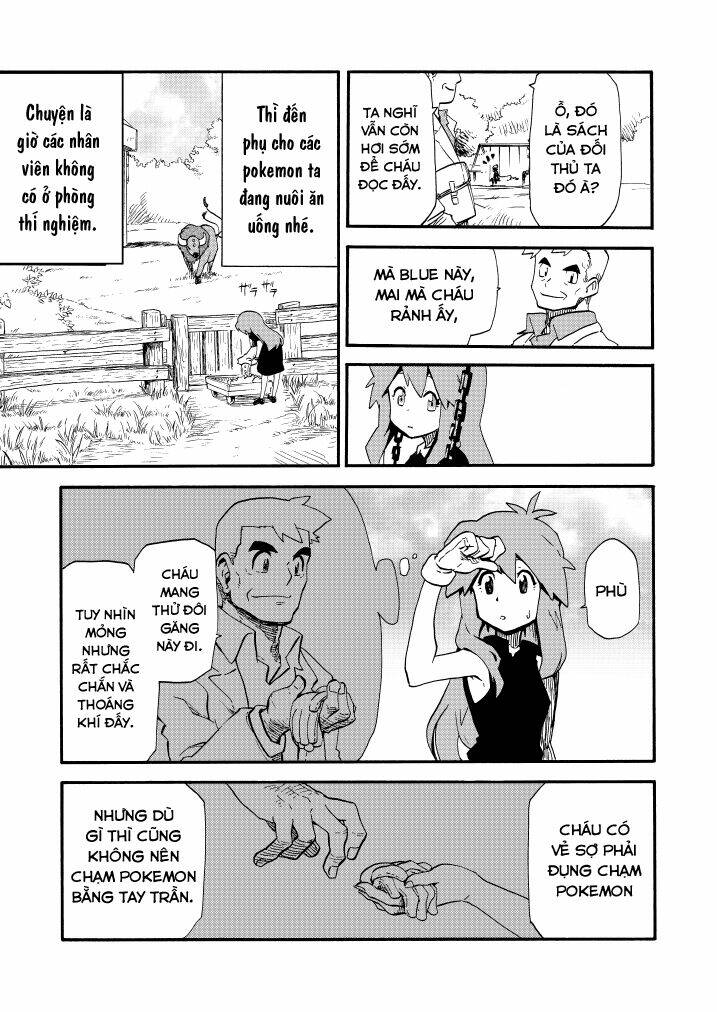 Ồ, ĐÓ
LÀ SÁCH
CỦA ĐỐI
THỦ TA
ĐÓ À?
TA NGHĨ
VẪN CÒN
HƠI SỚM
ĐỂ CHÁU
ĐỌC ĐẤY.
MÀ BLUE NÀY,
MAI MÀ CHÁU
RẢNH ẤY,
Thì đến
phụ cho các
pokemon ta
đang nuôi ăn
uống nhé.
Chuyện là
giờ các nhân
viên không
có ở phòng
thí nghiệm.
ザラ
ザラ
PHÙ
CHÁU
MANG
THỬ ĐÔI
GĂNG
NÀY ĐI.
TUY NHÌN
MỎNG
NHƯNG
RẤT CHẮC
CHẮN VÀ
THOÁNG
KHÍ ĐẤY.
CHÁU CÓ
VẺ SỢ PHẢI
ĐỤNG CHẠM
POKEMON
NHƯNG DÙ
GÌ THÌ CŨNG
KHÔNG NÊN
CHẠM POKEMON
BẰNG TAY TRẦN.